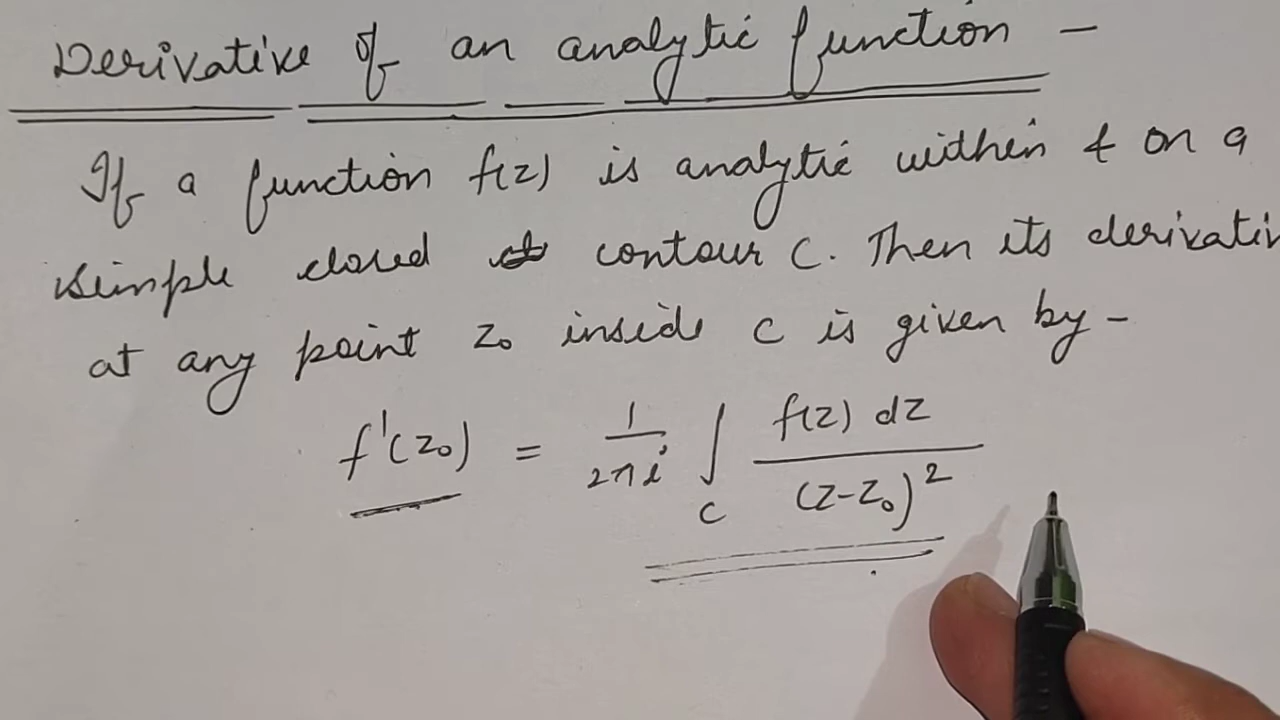 Derivative of an analytic function –
If a function f(z) is analytic within & on a
simple closed contour C. Then its derivativ
at any point z₀ inside C is given by –
f'(z₀) = 1/2πi ∫_C f(z) dz/(z-z₀)²